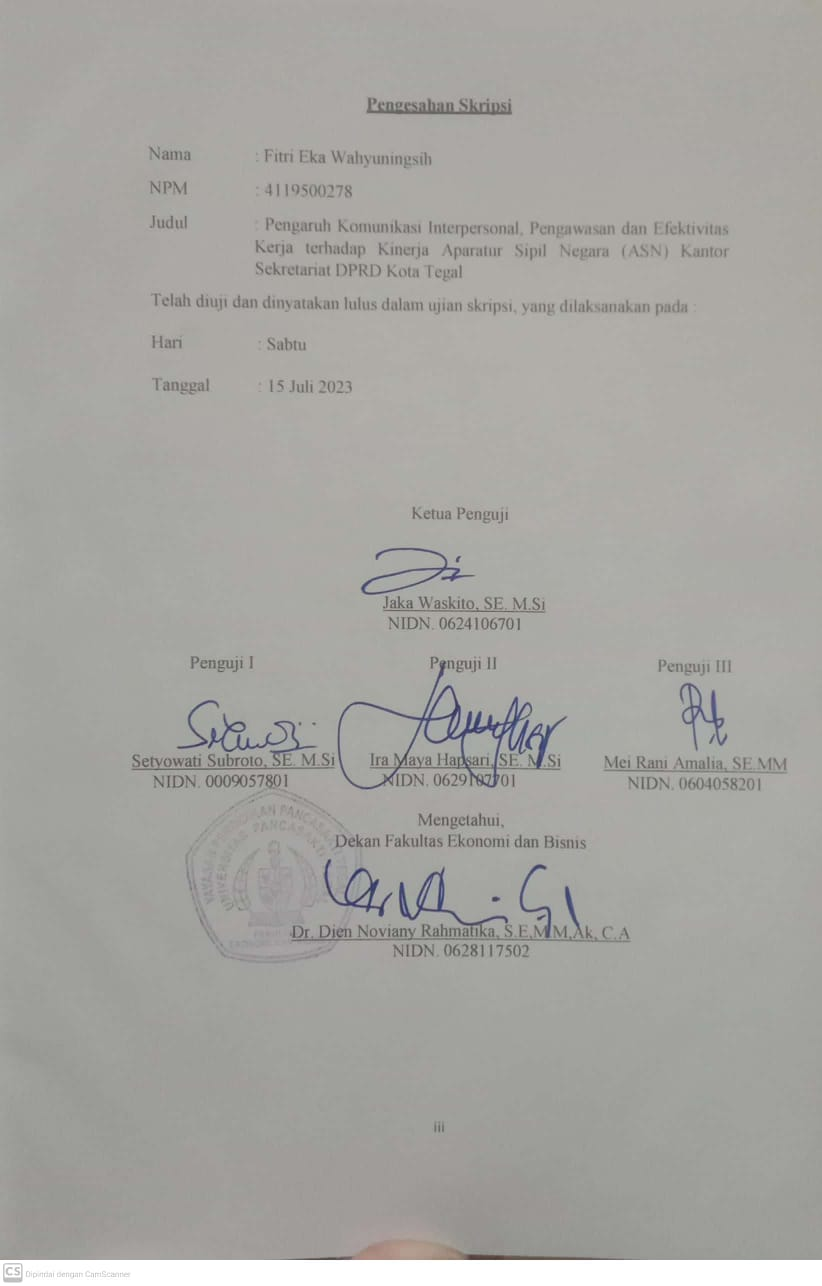 Pengesahan Skripsi
Nama : Fitri Eka Wahyuningsih
NPM : 4119500278
Judul : Pengaruh Komunikasi Interpersonal, Pengawasan dan Efektivitas
Kerja terhadap Kinerja Aparatur Sipil Negara (ASN) Kantor
Sekretariat DPRD Kota Tegal
Telah diuji dan dinyatakan lulus dalam ujian skripsi, yang dilaksanakan pada :
Hari : Sabtu
Tanggal : 15 Juli 2023
Ketua Penguji
Jaka Waskito, SE. M.Si
NIDN. 0624106701
Penguji I Penguji II Penguji III
Setyowati Subroto, SE. M.Si Ira Maya Hapsari, SE. M.Si Mei Rani Amalia, SE.MM
NIDN. 0009057801 NIDN. 0629107701 NIDN. 0604058201
Mengetahui,
Dekan Fakultas Ekonomi dan Bisnis
UNIVERSITAS PANCASAKTI
Dr. Dien Noviany Rahmatika, S.E,M.M,Ak, C.A
NIDN. 0628117502
iii
CS Dipindai dengan CamScanner